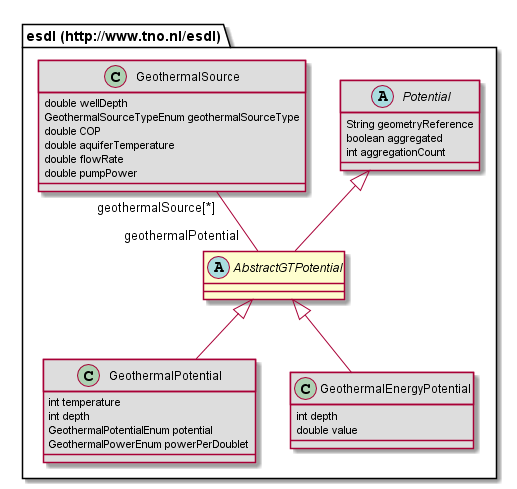 esdl (http://www.tno.nl/esdl)
C GeothermalSource
double wellDepth
GeothermalSourceTypeEnum geothermalSourceType
double COP
double aquiferTemperature
double flowRate
double pumpPower
A Potential
String geometryReference
boolean aggregated
int aggregationCount
geothermalSource[*]
geothermalPotential
A AbstractGTPotential
C GeothermalPotential
int temperature
int depth
GeothermalPotentialEnum potential
GeothermalPowerEnum powerPerDoublet
C GeothermalEnergyPotential
int depth
double value